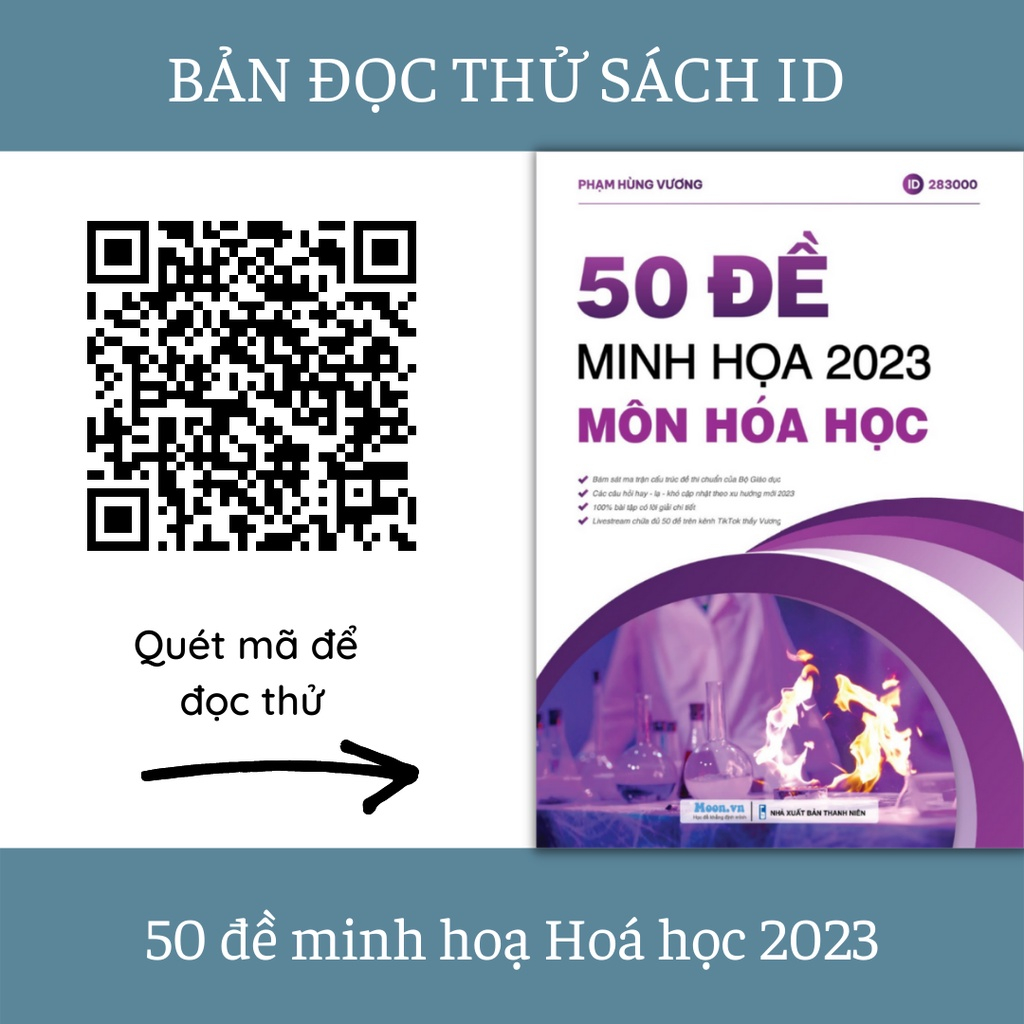 BẢN ĐỌC THỬ SÁCH ID
PHẠM HÙNG VƯƠNG
ID 283000
50 ĐỀ
MINH HỌA 2023
MÔN HÓA HỌC
Bám sát ma trận cấu trúc đề thi chuẩn của Bộ Giáo dục
Các câu hỏi hay - lạ - khó cập nhật theo xu hướng mới 2023
100% bài tập có lời giải chi tiết
Livestream chữa đủ 50 đề trên kênh TikTok thầy Vương
Quét mã để
đọc thử
Moon.vn
Học để khẳng định mình
NHÀ XUẤT BẢN THANH NIÊN
50 đề minh hoạ Hoá học 2023